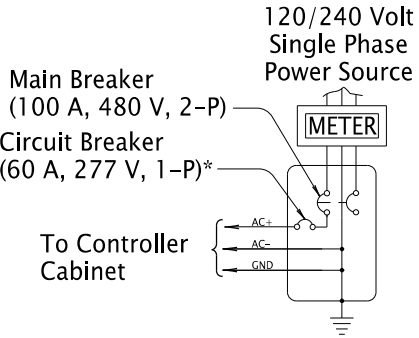 120/240 Volt
Single Phase
Power Source
Main Breaker
(100 A, 480 V, 2-P)
METER
Circuit Breaker
(60 A, 277 V, 1-P)*
AC+
To Controller
Cabinet
AC-
GND